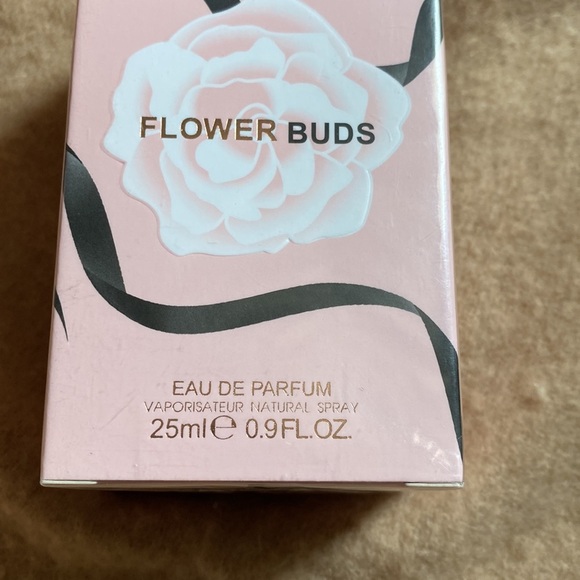 FLOWER BUDS
EAU DE PARFUM
VAPORISATEUR NATURAL SPRAY
25ml℮ 0.9FL.OZ.